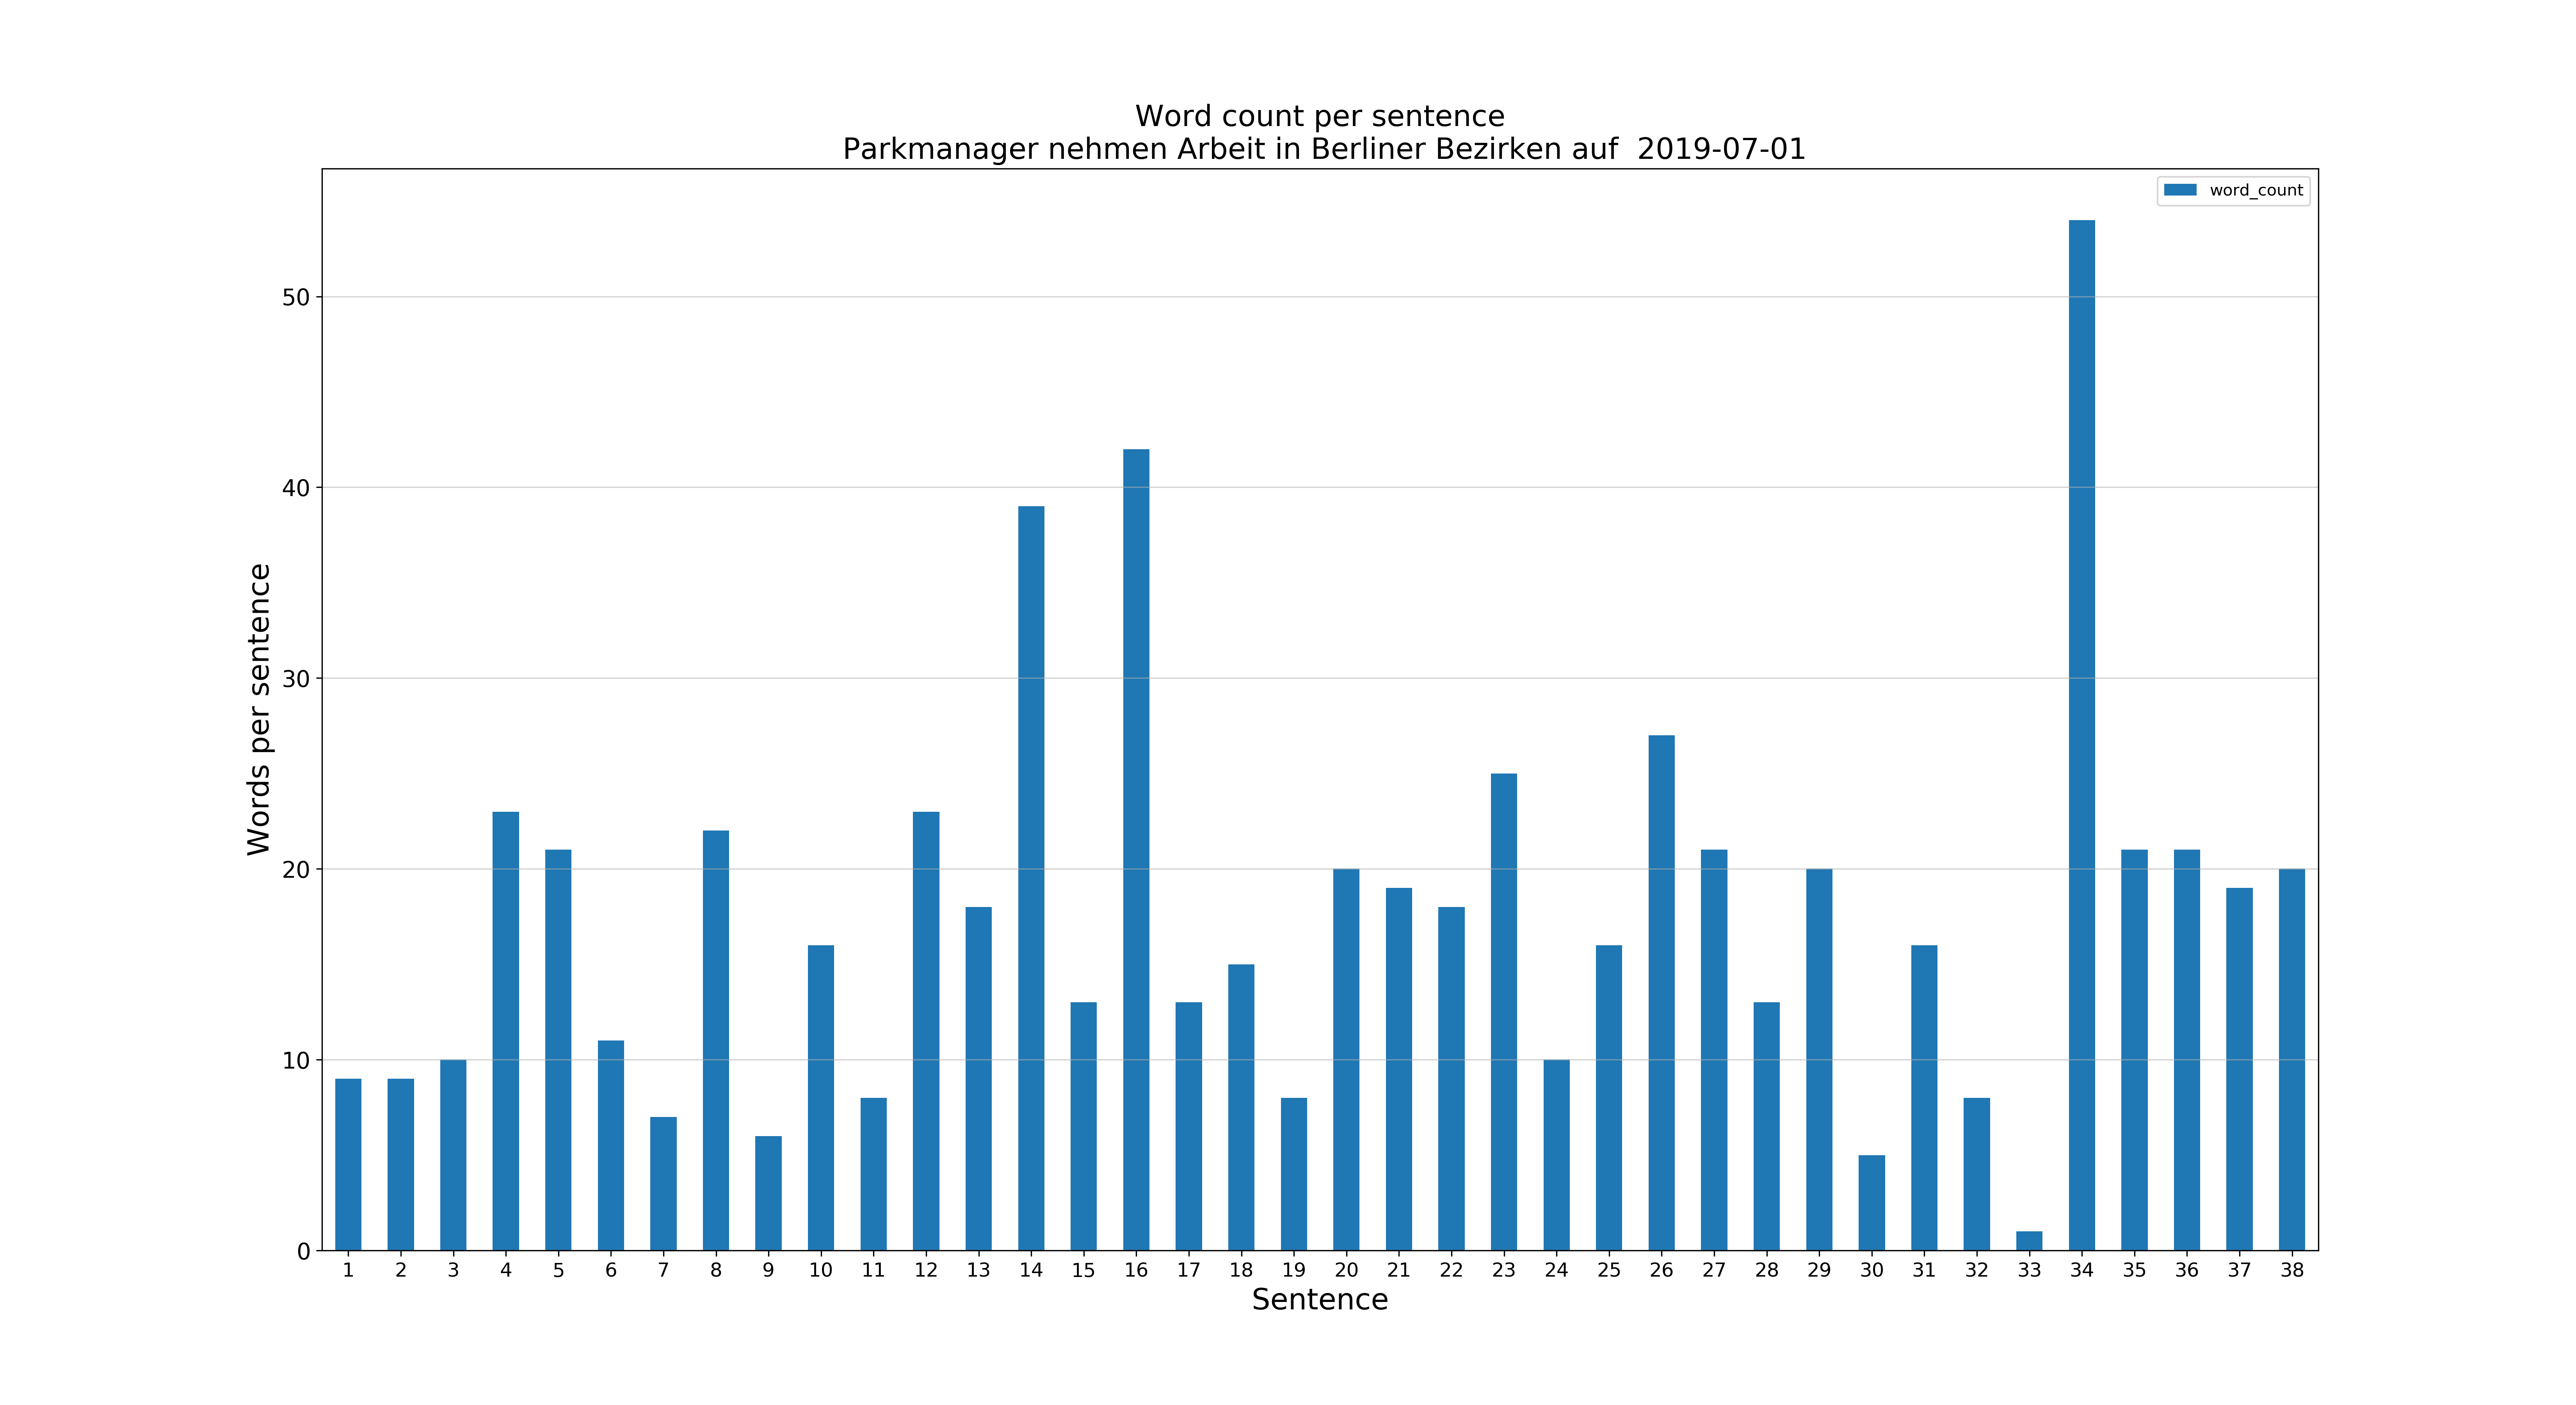 Word count per sentence
Parkmanager nehmen Arbeit in Berliner Bezirken auf  2019-07-01
word_count
Words per sentence
50
40
30
20
10
0
1 2 3 4 5 6 7 8 9 10 11 12 13 14 15 16 17 18 19 20 21 22 23 24 25 26 27 28 29 30 31 32 33 34 35 36 37 38
Sentence